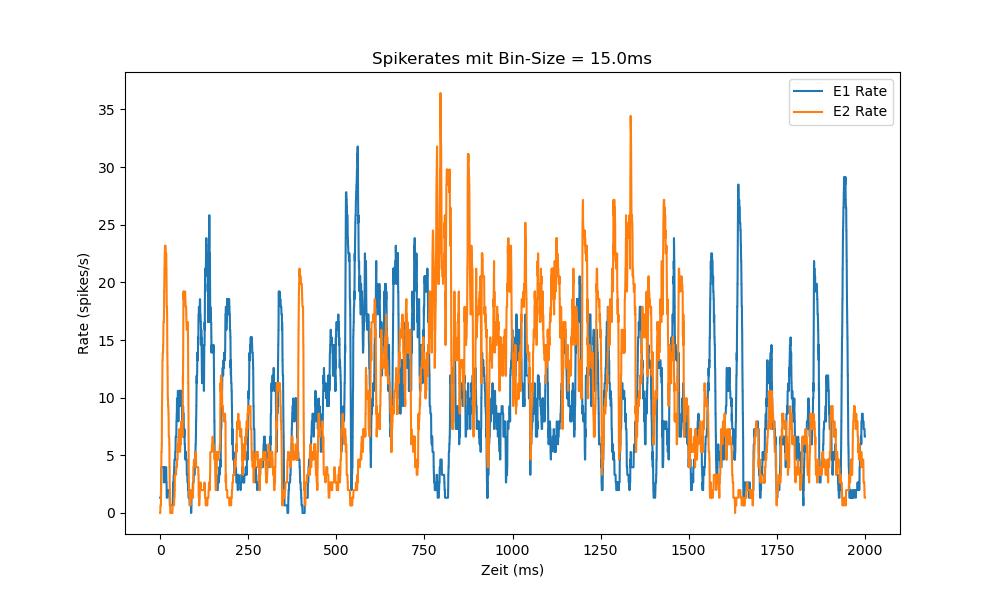 Spikerates mit Bin-Size = 15.0ms
E1 Rate
E2 Rate
Rate (spikes/s)
35
30
25
20
15
10
5
0
0 250 500 750 1000 1250 1500 1750 2000
Zeit (ms)